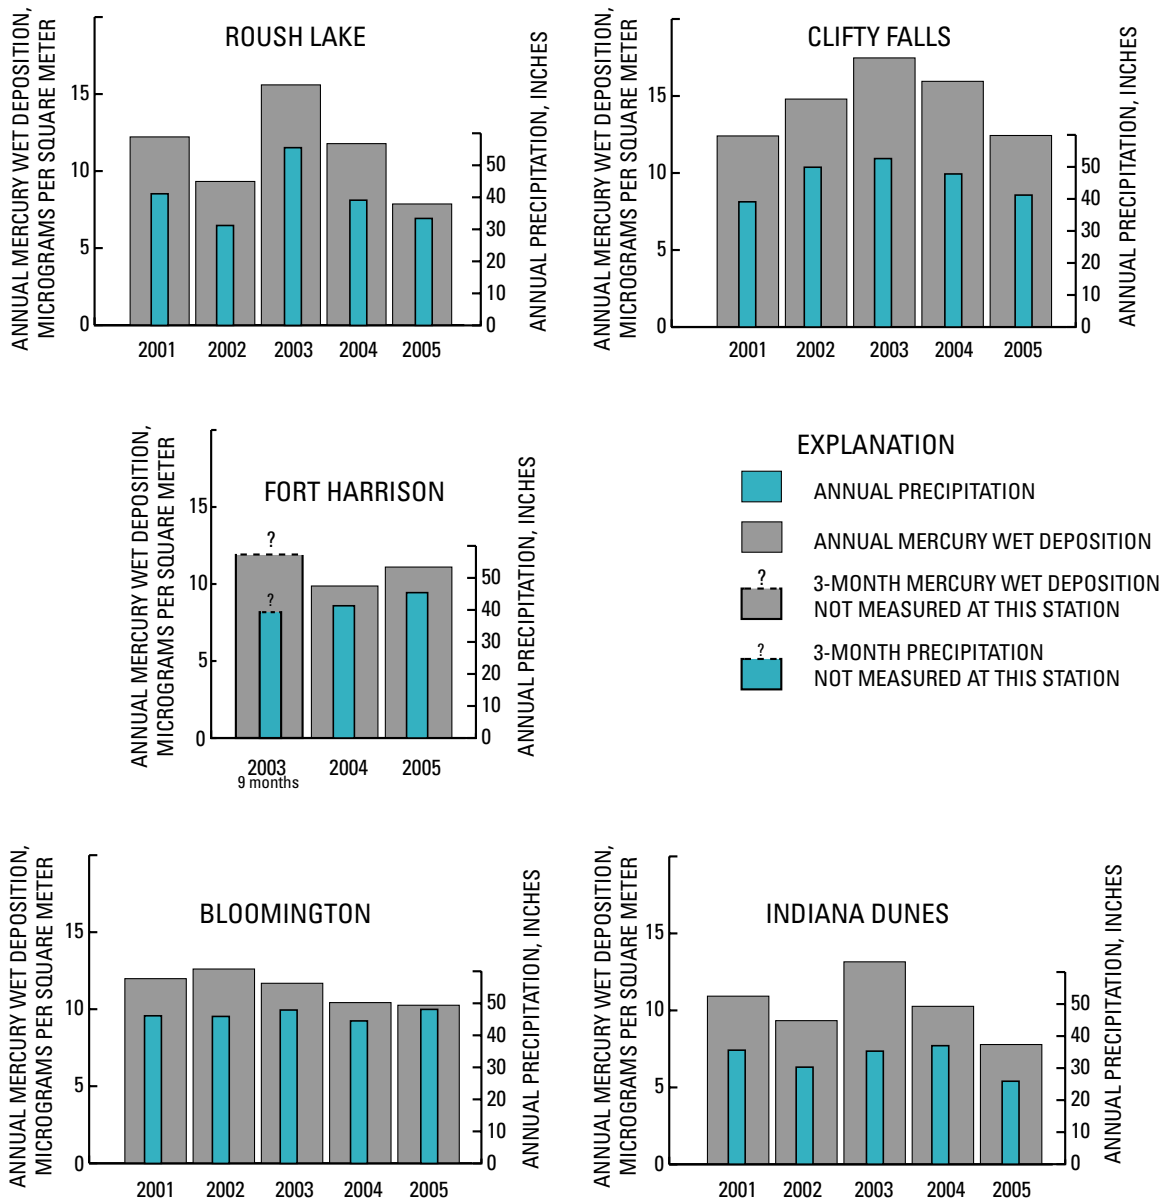 ROUSH LAKE
ANNUAL MERCURY WET DEPOSITION,
MICROGRAMS PER SQUARE METER
15
10
5
0
50
40
30
20
10
0
ANNUAL PRECIPITATION, INCHES
2001 2002 2003 2004 2005
CLIFTY FALLS
ANNUAL MERCURY WET DEPOSITION,
MICROGRAMS PER SQUARE METER
15
10
5
0
50
40
30
20
10
0
ANNUAL PRECIPITATION, INCHES
2001 2002 2003 2004 2005
FORT HARRISON
ANNUAL MERCURY WET DEPOSITION,
MICROGRAMS PER SQUARE METER
15
10
5
0
?
?
50
40
30
20
10
0
ANNUAL PRECIPITATION, INCHES
2003 2004 2005
9 months
EXPLANATION
ANNUAL PRECIPITATION
ANNUAL MERCURY WET DEPOSITION
?
3-MONTH MERCURY WET DEPOSITION
NOT MEASURED AT THIS STATION
?
3-MONTH PRECIPITATION
NOT MEASURED AT THIS STATION
BLOOMINGTON
ANNUAL MERCURY WET DEPOSITION,
MICROGRAMS PER SQUARE METER
15
10
5
0
50
40
30
20
10
0
ANNUAL PRECIPITATION, INCHES
2001 2002 2003 2004 2005
INDIANA DUNES
ANNUAL MERCURY WET DEPOSITION,
MICROGRAMS PER SQUARE METER
15
10
5
0
50
40
30
20
10
0
ANNUAL PRECIPITATION, INCHES
2001 2002 2003 2004 2005